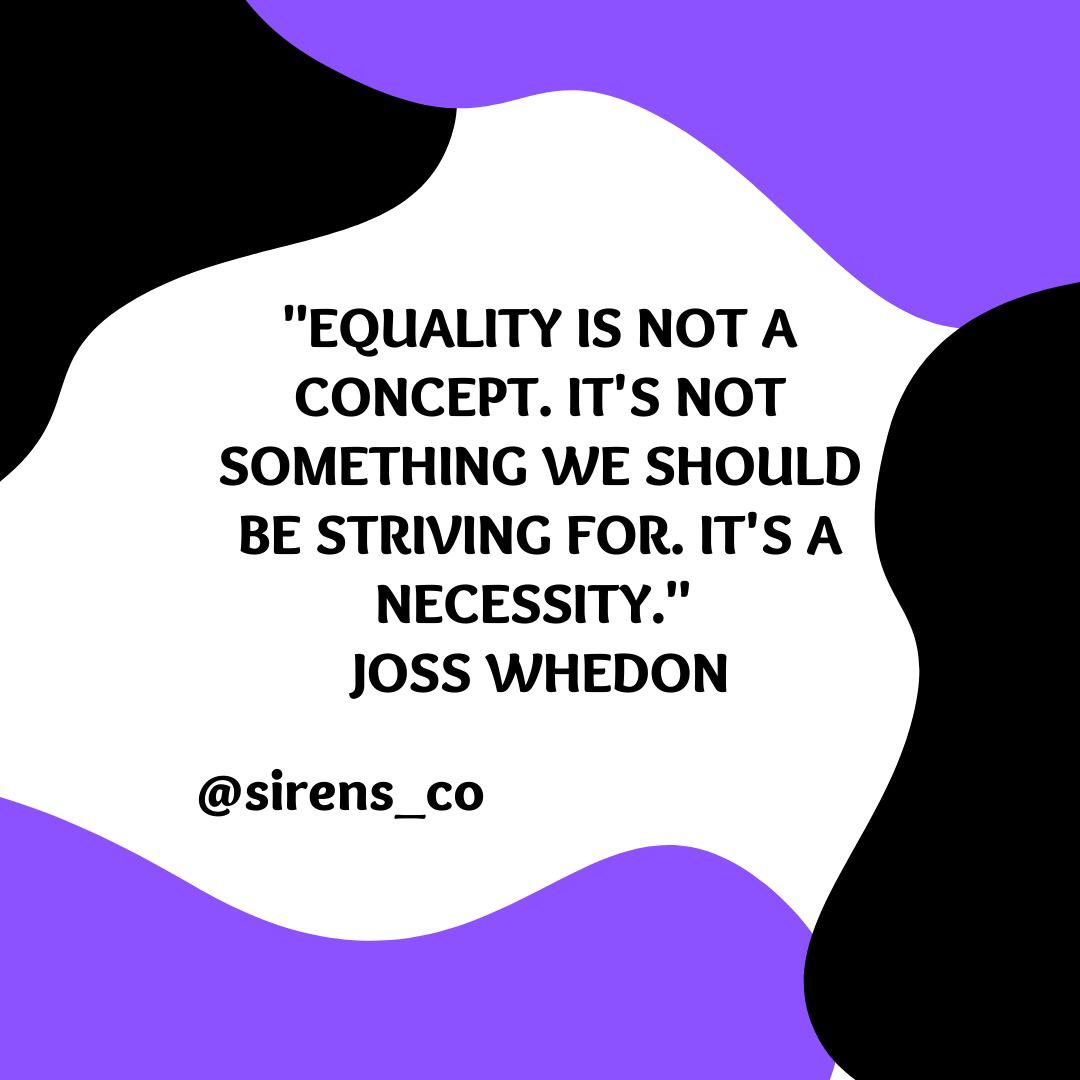 "EQUALITY IS NOT A
CONCEPT. IT'S NOT
SOMETHING WE SHOULD
BE STRIVING FOR. IT'S A
NECESSITY."
JOSS WHEDON
@sirens_co